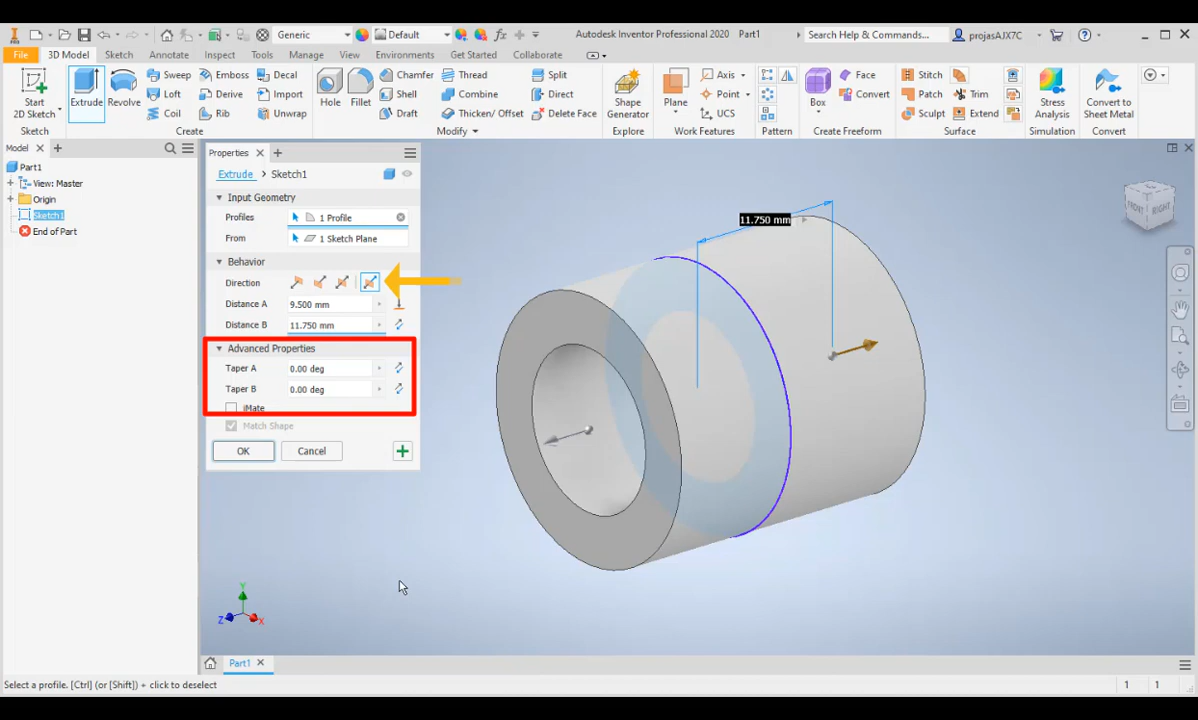 Generic
Default
Autodesk Inventor Professional 2020 Part1
Search Help & Commands...
projasAJX7C
File 3D Model Sketch Annotate Inspect Tools Manage View Environments Get Started Collaborate
Start
2D Sketch
Extrude
Revolve
Sweep
Emboss
Decal
Loft
Derive
Import
Coil
Rib
Unwrap
Hole
Fillet
Chamfer
Thread
Split
Shell
Combine
Direct
Draft
Thicken/ Offset
Delete Face
Shape
Generator
Plane
Axis
Point
UCS
Box
Face
Convert
Stitch
Patch
Trim
Sculpt
Extend
Stress
Analysis
Convert to
Sheet Metal
Sketch
Create
Modify
Explore
Work Features
Pattern
Create Freeform
Surface
Simulation
Convert
Model
Part1
View: Master
Origin
Sketch1
End of Part
Properties
Extrude > Sketch1
Input Geometry
Profiles 1 Profile
From 1 Sketch Plane
Behavior
Direction
Distance A 9.500 mm
Distance B 11.750 mm
Advanced Properties
Taper A 0.00 deg
Taper B 0.00 deg
iMate
Match Shape
OK Cancel
11.750 mm
FRONT
RIGHT
Y
Z
X
Part1
Select a profile. [Ctrl] (or [Shift]) + click to deselect
1 1